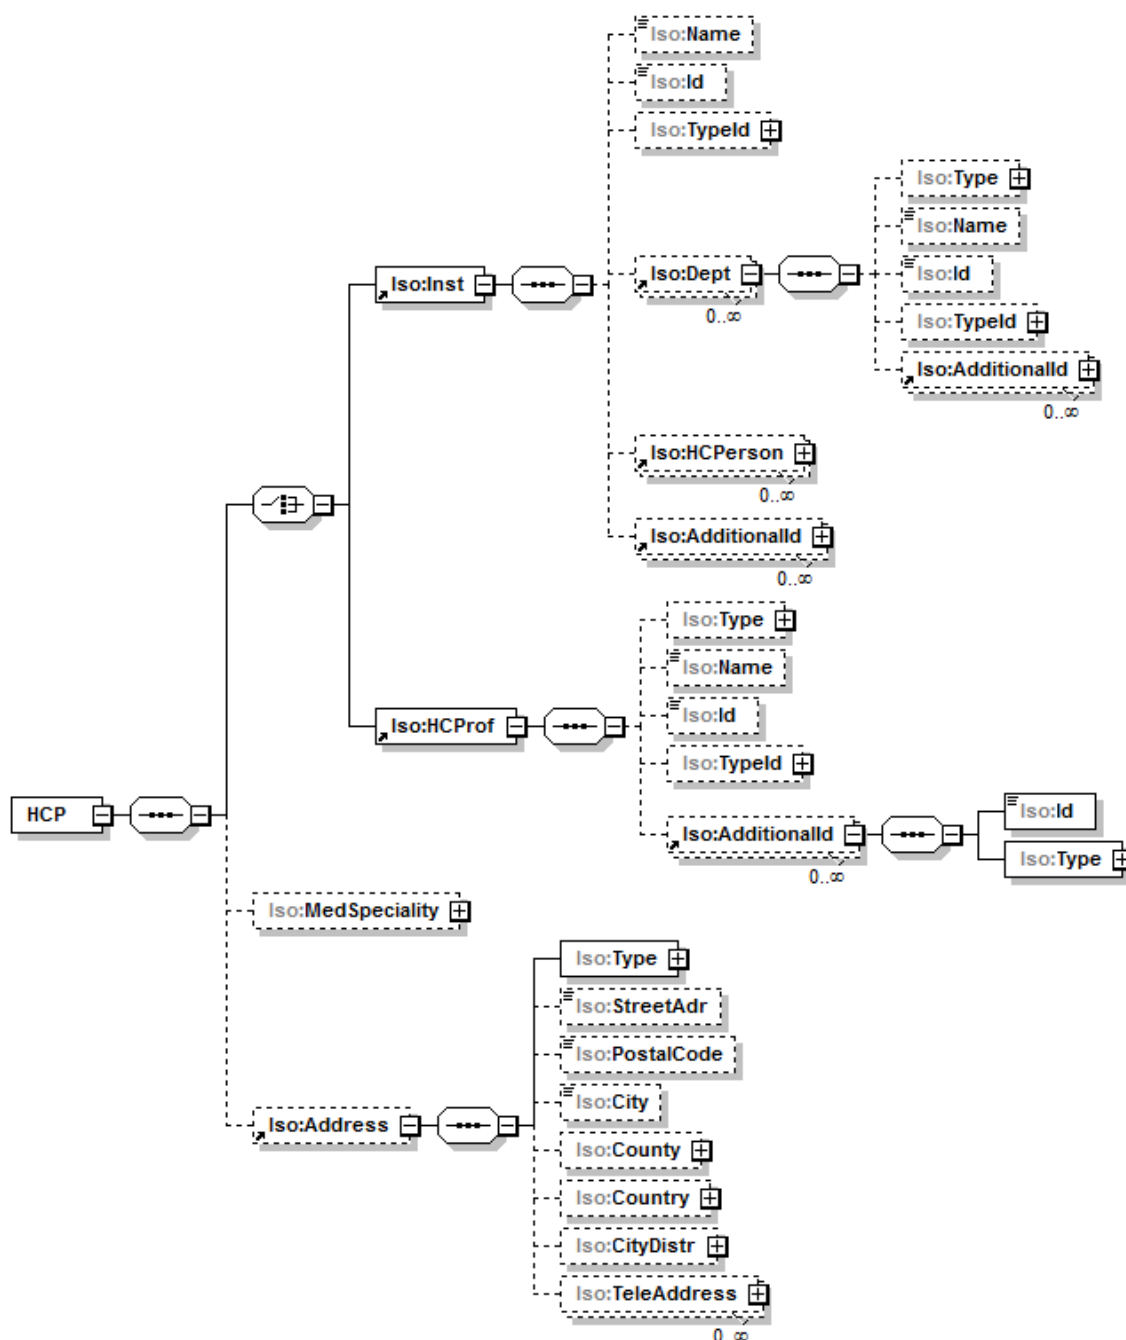 Iso:Name
Iso:Id
Iso:TypeId
Iso:Type
Iso:Name
Iso:Inst
Iso:Dept
Iso:Id
0..∞
Iso:TypeId
Iso:AdditionalId
0..∞
Iso:HCPerson
0..∞
Iso:AdditionalId
0..∞
Iso:Type
Iso:Name
Iso:HCProf
Iso:Id
Iso:TypeId
HCP
Iso:AdditionalId
0..∞
Iso:Id
Iso:Type
Iso:MedSpeciality
Iso:Type
Iso:StreetAdr
Iso:PostalCode
Iso:City
Iso:Address
Iso:County
Iso:Country
Iso:CityDistr
Iso:TeleAddress
0..∞